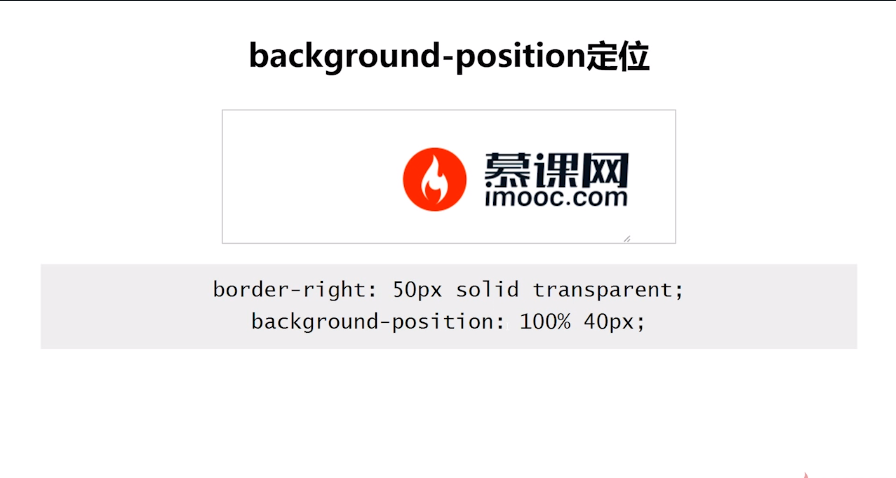 background-position定位
慕课网
imooc.com
border-right: 50px solid transparent;
background-position: 100% 40px;